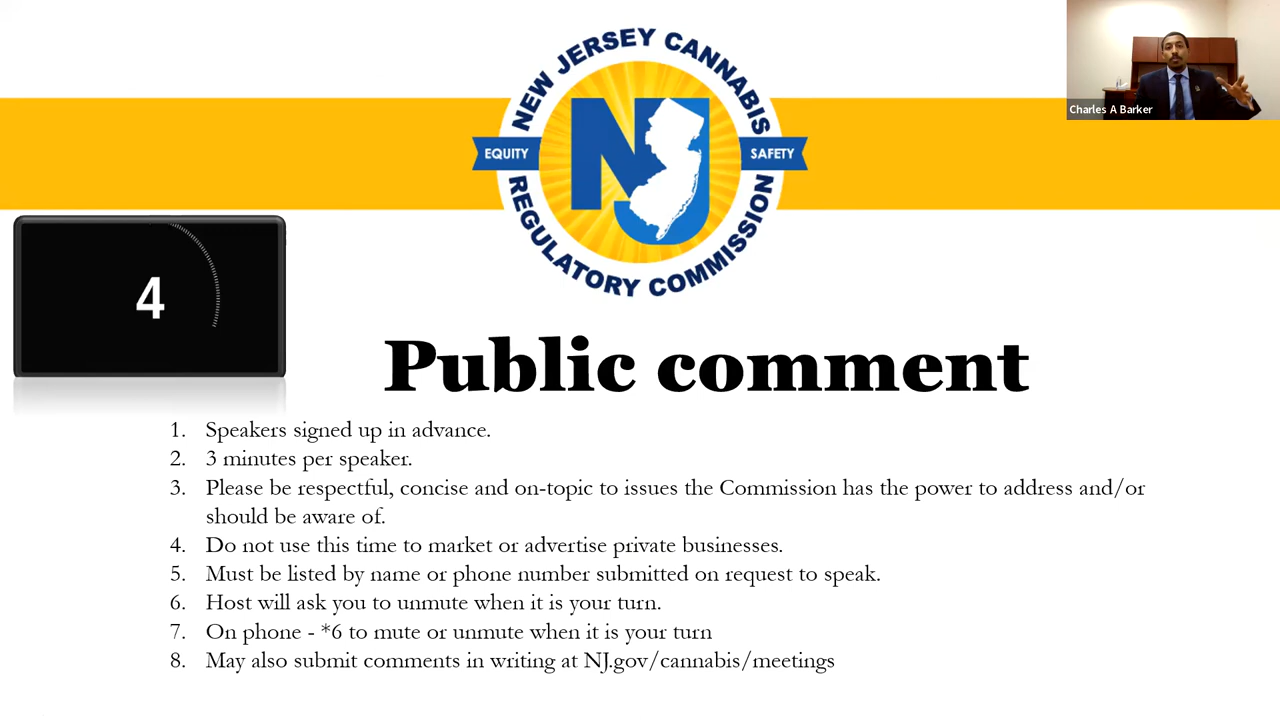 NEW JERSEY CANNABIS
EQUITY
NJ
SAFETY
REGULATORY COMMISSION
Charles A Barker
4
Public comment
1. Speakers signed up in advance.
2. 3 minutes per speaker.
3. Please be respectful, concise and on-topic to issues the Commission has the power to address and/or
should be aware of.
4. Do not use this time to market or advertise private businesses.
5. Must be listed by name or phone number submitted on request to speak.
6. Host will ask you to unmute when it is your turn.
7. On phone - *6 to mute or unmute when it is your turn
8. May also submit comments in writing at NJ.gov/cannabis/meetings